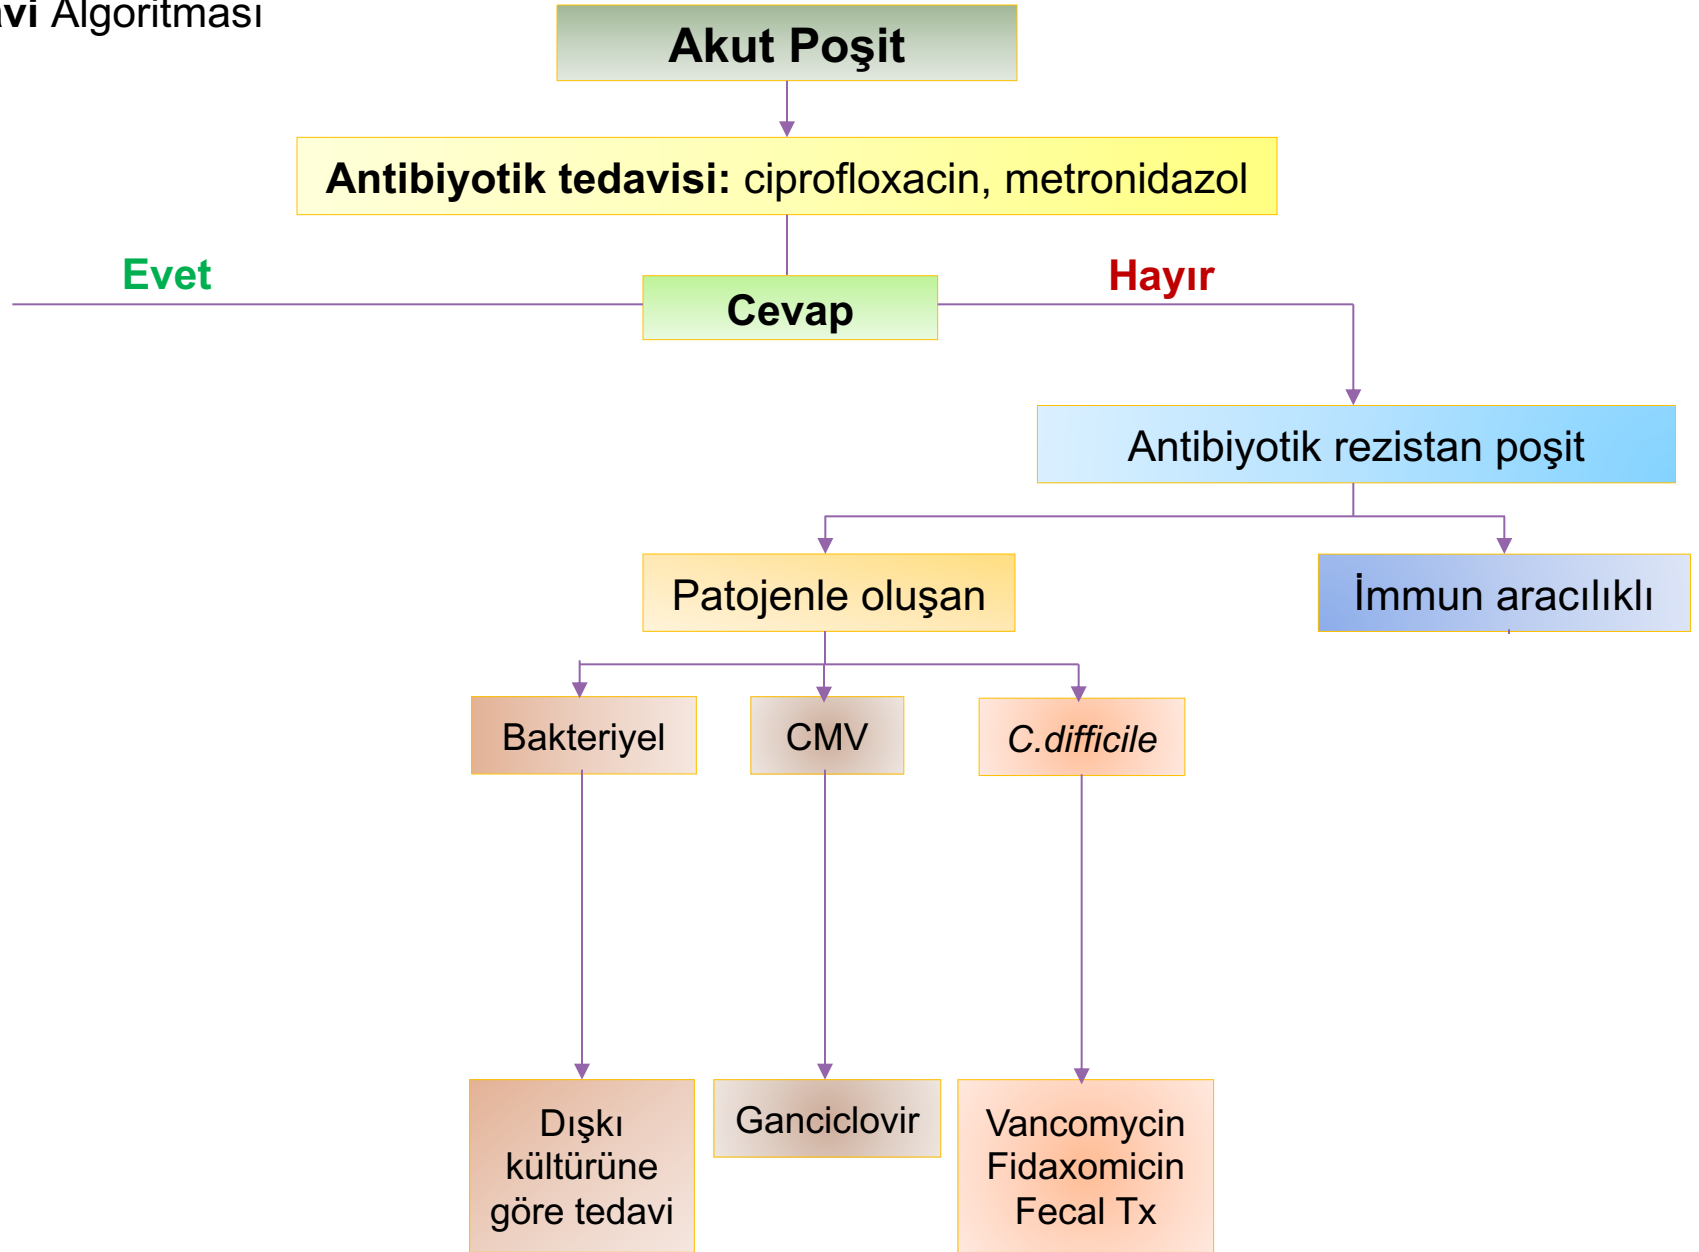 avi Algoritması
Akut Poşit
Antibiyotik tedavisi: ciprofloxacin, metronidazol
Evet
Hayır
Cevap
Antibiyotik rezistan poşit
Patojenle oluşan
İmmun aracılıklı
Bakteriyel
CMV
C.difficile
Dışkı
kültürüne
göre tedavi
Ganciclovir
Vancomycin
Fidaxomicin
Fecal Tx